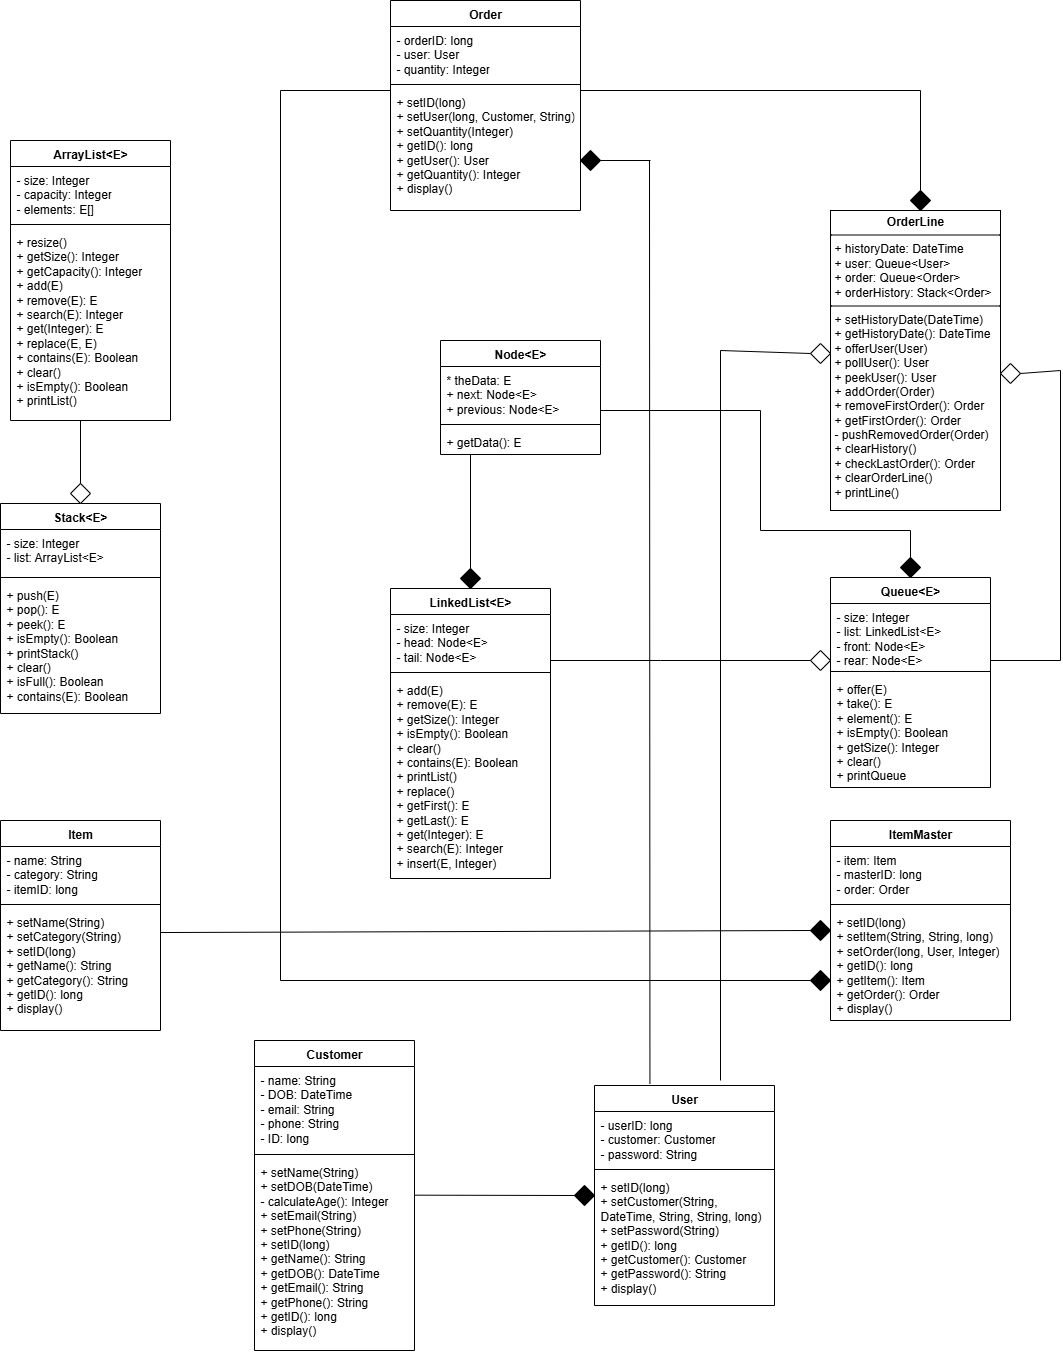 Order
- orderID: long
- user: User
- quantity: Integer
+ setID(long)
+ setUser(long, Customer, String)
+ setQuantity(Integer)
+ getID(): long
+ getUser(): User
+ getQuantity(): Integer
+ display()
ArrayList<E>
- size: Integer
- capacity: Integer
- elements: E[]
+ resize()
+ getSize(): Integer
+ getCapacity(): Integer
+ add(E)
+ remove(E): E
+ search(E): Integer
+ get(Integer): E
+ replace(E, E)
+ contains(E): Boolean
+ clear()
+ isEmpty(): Boolean
+ printList()
OrderLine
+ historyDate: DateTime
+ user: Queue<User>
+ order: Queue<Order>
+ orderHistory: Stack<Order>
+ setHistoryDate(DateTime)
+ getHistoryDate(): DateTime
+ offerUser(User)
+ pollUser(): User
+ peekUser(): User
+ addOrder(Order)
+ removeFirstOrder(): Order
+ getFirstOrder(): Order
- pushRemovedOrder(Order)
+ clearHistory()
+ checkLastOrder(): Order
+ clearOrderLine()
+ printLine()
Node<E>
* theData: E
+ next: Node<E>
+ previous: Node<E>
+ getData(): E
Stack<E>
- size: Integer
- list: ArrayList<E>
+ push(E)
+ pop(): E
+ peek(): E
+ isEmpty(): Boolean
+ printStack()
+ clear()
+ isFull(): Boolean
+ contains(E): Boolean
LinkedList<E>
- size: Integer
- head: Node<E>
- tail: Node<E>
+ add(E)
+ remove(E): E
+ getSize(): Integer
+ isEmpty(): Boolean
+ clear()
+ contains(E): Boolean
+ printList()
+ replace()
+ getFirst(): E
+ getLast(): E
+ get(Integer): E
+ search(E): Integer
+ insert(E, Integer)
Queue<E>
- size: Integer
- list: LinkedList<E>
- front: Node<E>
- rear: Node<E>
+ offer(E)
+ take(): E
+ element(): E
+ isEmpty(): Boolean
+ getSize(): Integer
+ clear()
+ printQueue
Item
- name: String
- category: String
- itemID: long
+ setName(String)
+ setCategory(String)
+ setID(long)
+ getName(): String
+ getCategory(): String
+ getID(): long
+ display()
ItemMaster
- item: Item
- masterID: long
- order: Order
+ setID(long)
+ setItem(String, String, long)
+ setOrder(long, User, Integer)
+ getID(): long
+ getItem(): Item
+ getOrder(): Order
+ display()
Customer
- name: String
- DOB: DateTime
- email: String
- phone: String
- ID: long
+ setName(String)
+ setDOB(DateTime)
- calculateAge(): Integer
+ setEmail(String)
+ setPhone(String)
+ setID(long)
+ getName(): String
+ getDOB(): DateTime
+ getEmail(): String
+ getPhone(): String
+ getID(): long
+ display()
User
- userID: long
- customer: Customer
- password: String
+ setID(long)
+ setCustomer(String,
DateTime, String, String, long)
+ setPassword(String)
+ getID(): long
+ getCustomer(): Customer
+ getPassword(): String
+ display()